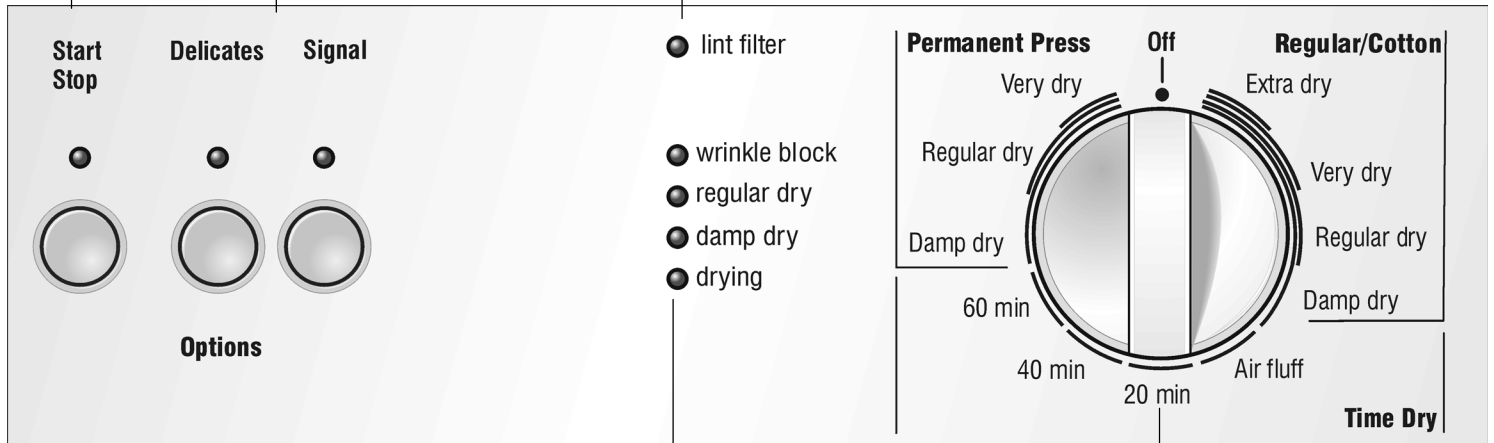 Start
Stop
Delicates
Signal
Options
lint filter
wrinkle block
regular dry
damp dry
drying
Permanent Press
Off
Regular/Cotton
Very dry
Extra dry
Regular dry
Very dry
Damp dry
Regular dry
60 min
Damp dry
40 min
Air fluff
20 min
Time Dry